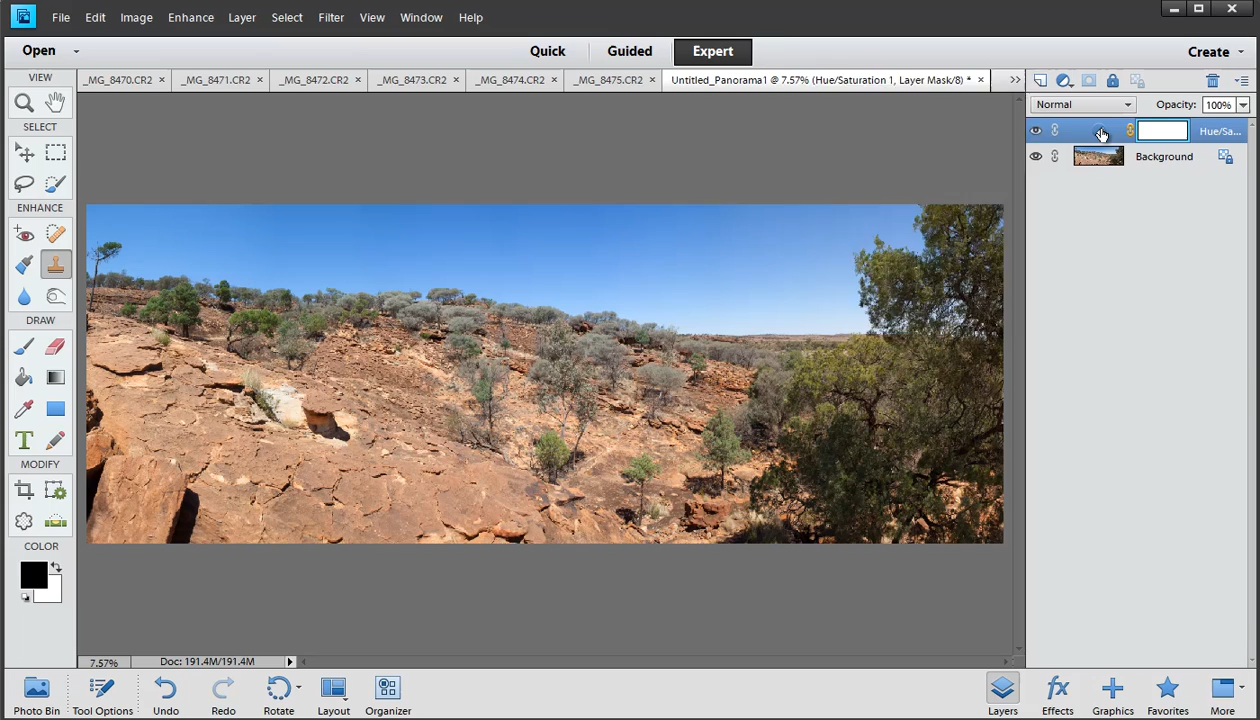 File Edit Image Enhance Layer Select Filter View Window Help
Open Quick Guided Expert Create
VIEW _MG_8470.CR2 × _MG_8471.CR2 × _MG_8472.CR2 × _MG_8473.CR2 × _MG_8474.CR2 × _MG_8475.CR2 × Untitled_Panorama1 @ 7.57% (Hue/Saturation 1, Layer Mask/8) * ×
Normal Opacity: 100%
SELECT
Hue/Sa...
Background
ENHANCE
DRAW
T
MODIFY
COLOR
7.57% Doc: 191.4M/191.4M
fx
Photo Bin Tool Options Undo Redo Rotate Layout Organizer Layers Effects Graphics Favorites More